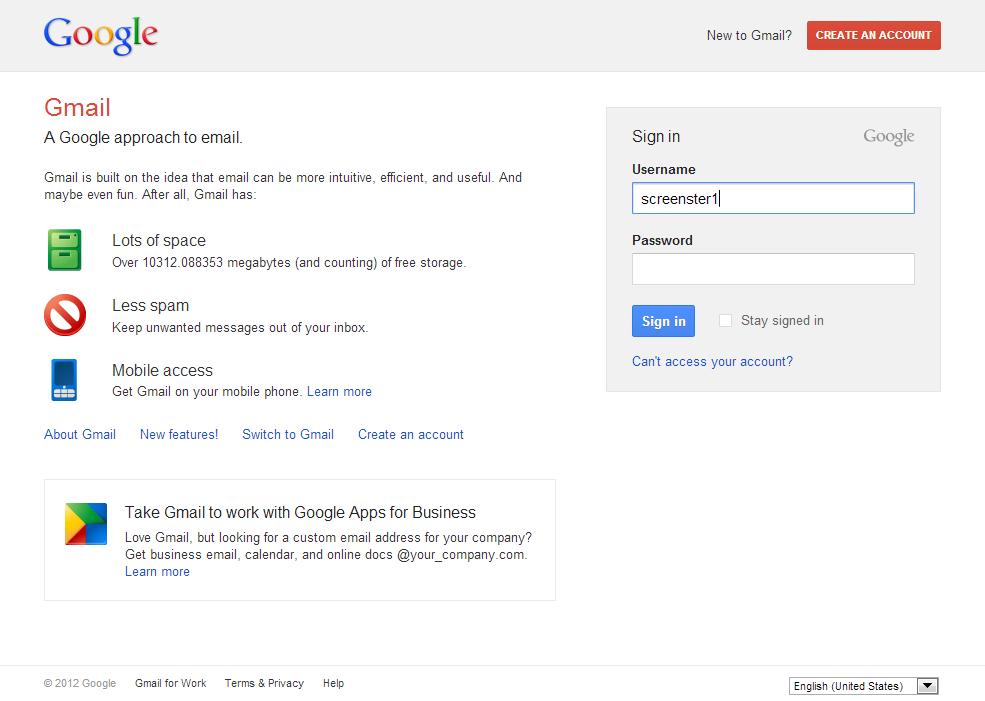 Google
New to Gmail? CREATE AN ACCOUNT
Gmail
A Google approach to email.
Gmail is built on the idea that email can be more intuitive, efficient, and useful. And
maybe even fun. After all, Gmail has:
Lots of space
Over 10312.088353 megabytes (and counting) of free storage.
Less spam
Keep unwanted messages out of your inbox.
Mobile access
Get Gmail on your mobile phone. Learn more
About Gmail New features! Switch to Gmail Create an account
Take Gmail to work with Google Apps for Business
Love Gmail, but looking for a custom email address for your company?
Get business email, calendar, and online docs @your_company.com.
Learn more
Sign in Google
Username
screenster1
Password
Sign in Stay signed in
Can't access your account?
© 2012 Google Gmail for Work Terms & Privacy Help
English (United States)